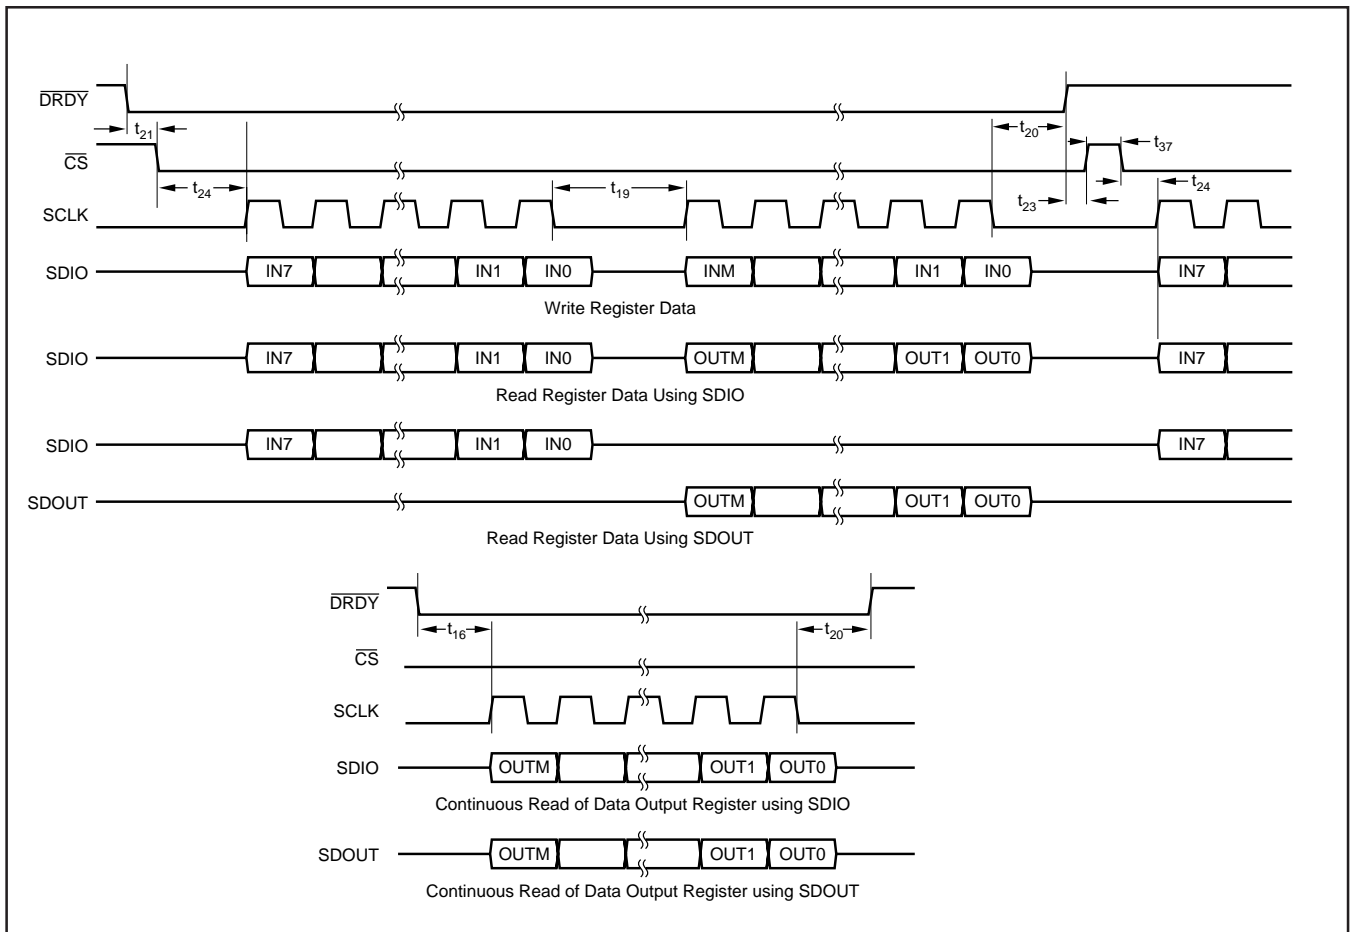 DRDY
t21
t20
t37
CS
t24
t19
t23
t24
SCLK
SDIO IN7 IN1 IN0 INM IN1 IN0 IN7
Write Register Data
SDIO IN7 IN1 IN0 OUTM OUT1 OUT0 IN7
Read Register Data Using SDIO
SDIO IN7 IN1 IN0 IN7
SDOUT OUTM OUT1 OUT0
Read Register Data Using SDOUT
DRDY
t16 t20
CS
SCLK
SDIO OUTM OUT1 OUT0
Continuous Read of Data Output Register using SDIO
SDOUT OUTM OUT1 OUT0
Continuous Read of Data Output Register using SDOUT